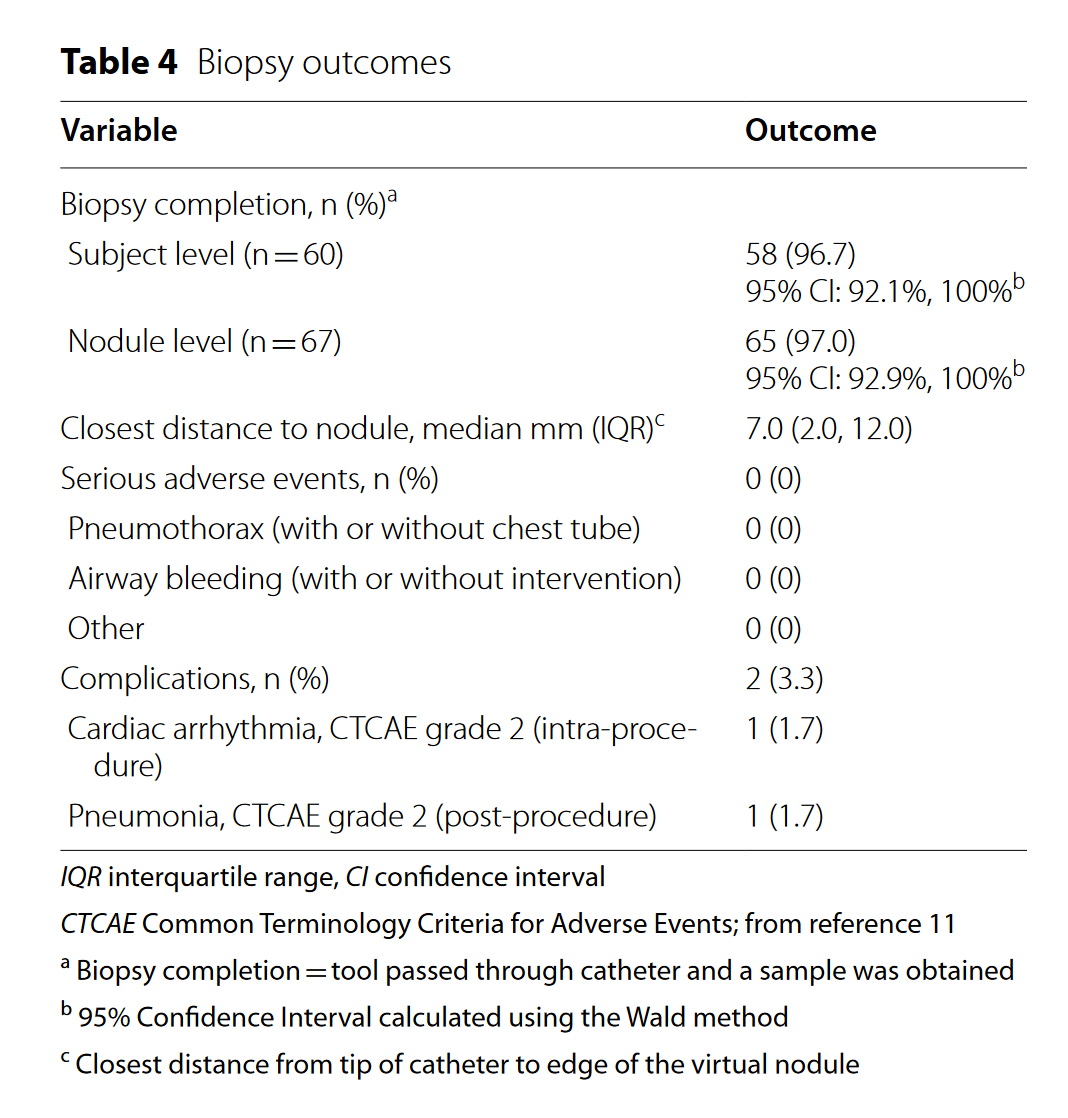 Table 4 Biopsy outcomes
Variable Outcome
Biopsy completion, n (%)a
Subject level (n = 60) 58 (96.7)
95% CI: 92.1%, 100%b
Nodule level (n = 67) 65 (97.0)
95% CI: 92.9%, 100%b
Closest distance to nodule, median mm (IQR)c 7.0 (2.0, 12.0)
Serious adverse events, n (%) 0 (0)
Pneumothorax (with or without chest tube) 0 (0)
Airway bleeding (with or without intervention) 0 (0)
Other 0 (0)
Complications, n (%) 2 (3.3)
Cardiac arrhythmia, CTCAE grade 2 (intra-proce- 1 (1.7)
dure)
Pneumonia, CTCAE grade 2 (post-procedure) 1 (1.7)
IQR interquartile range, CI confidence interval
CTCAE Common Terminology Criteria for Adverse Events; from reference 11
a Biopsy completion = tool passed through catheter and a sample was obtained
b 95% Confidence Interval calculated using the Wald method
c Closest distance from tip of catheter to edge of the virtual nodule